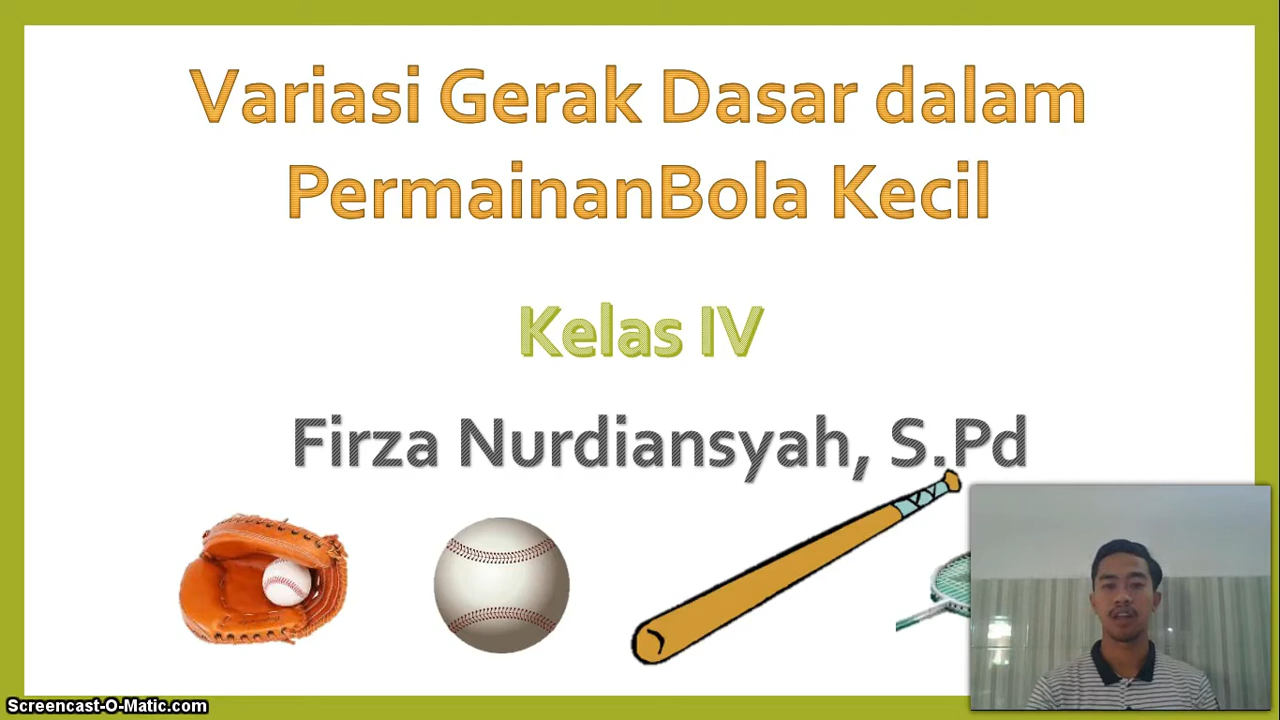 Variasi Gerak Dasar dalam
PermainanBola Kecil
Kelas IV
Firza Nurdiansyah, S.Pd
Screencast-O-Matic.com